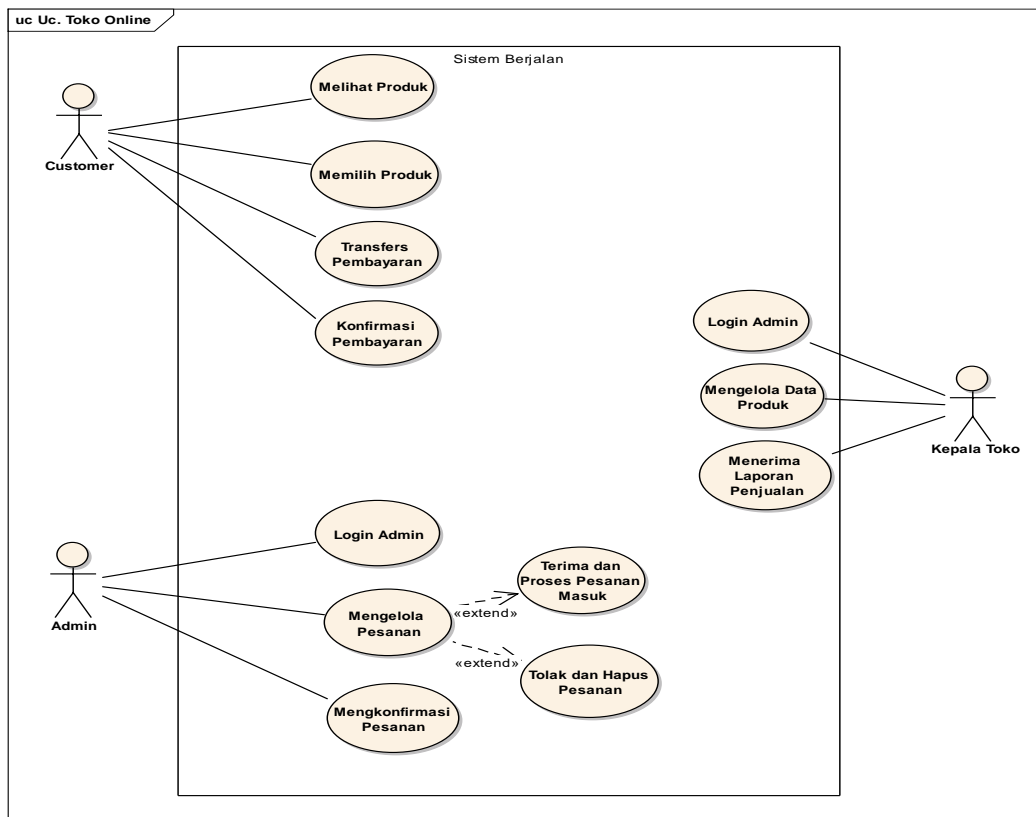 uc Uc. Toko Online
Sistem Berjalan
Melihat Produk
Customer
Memilih Produk
Transfers
Pembayaran
Konfirmasi
Pembayaran
Login Admin
Mengelola Data
Produk
Kepala Toko
Menerima
Laporan
Penjualan
Login Admin
Admin
Mengelola
Pesanan
«extend»
Terima dan
Proses Pesanan
Masuk
«extend»
Tolak dan Hapus
Pesanan
Mengkonfirmasi
Pesanan